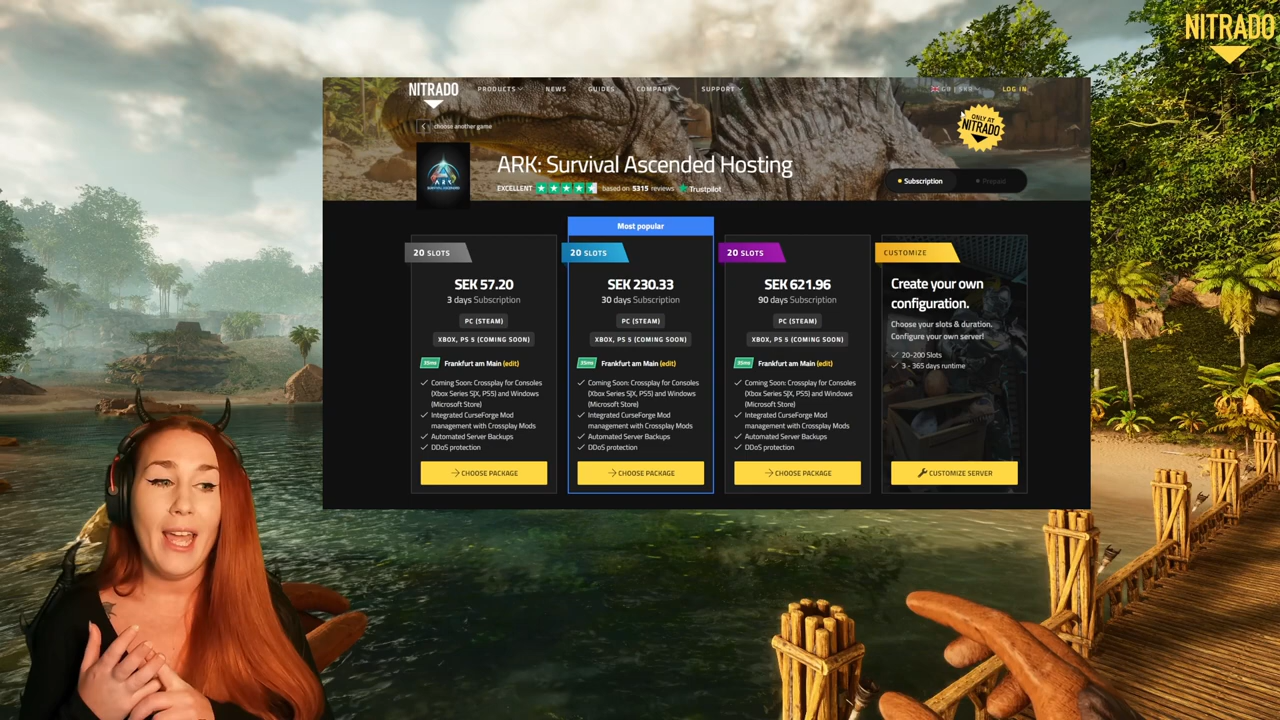 NITRADO
NITRADO
PRODUCTS
NEWS
GUIDES
COMPANY
SUPPORT
LOG IN
choose another game
ONLY AT
NITRADO
ARK
ARK: Survival Ascended Hosting
EXCELLENT
based on 5315 reviews
Trustpilot
Subscription
Prepaid
Most popular
20 SLOTS
SEK 57.20
3 days Subscription
PC (STEAM)
XBOX, PS 5 (COMING SOON)
35ms
Frankfurt am Main (edit)
Coming Soon: Crossplay for Consoles
(Xbox Series S|X, PS5) and Windows
(Microsoft Store)
Integrated CurseForge Mod
management with Crossplay Mods
Automated Server Backups
DDoS protection
CHOOSE PACKAGE
20 SLOTS
SEK 230.33
30 days Subscription
PC (STEAM)
XBOX, PS 5 (COMING SOON)
35ms
Frankfurt am Main (edit)
Coming Soon: Crossplay for Consoles
(Xbox Series S|X, PS5) and Windows
(Microsoft Store)
Integrated CurseForge Mod
management with Crossplay Mods
Automated Server Backups
DDoS protection
CHOOSE PACKAGE
20 SLOTS
SEK 621.96
90 days Subscription
PC (STEAM)
XBOX, PS 5 (COMING SOON)
35ms
Frankfurt am Main (edit)
Coming Soon: Crossplay for Consoles
(Xbox Series S|X, PS5) and Windows
(Microsoft Store)
Integrated CurseForge Mod
management with Crossplay Mods
Automated Server Backups
DDoS protection
CHOOSE PACKAGE
CUSTOMIZE
Create your own
configuration.
Choose your slots & duration.
Configure your own server!
20-200 Slots
3 - 365 days runtime
CUSTOMIZE SERVER